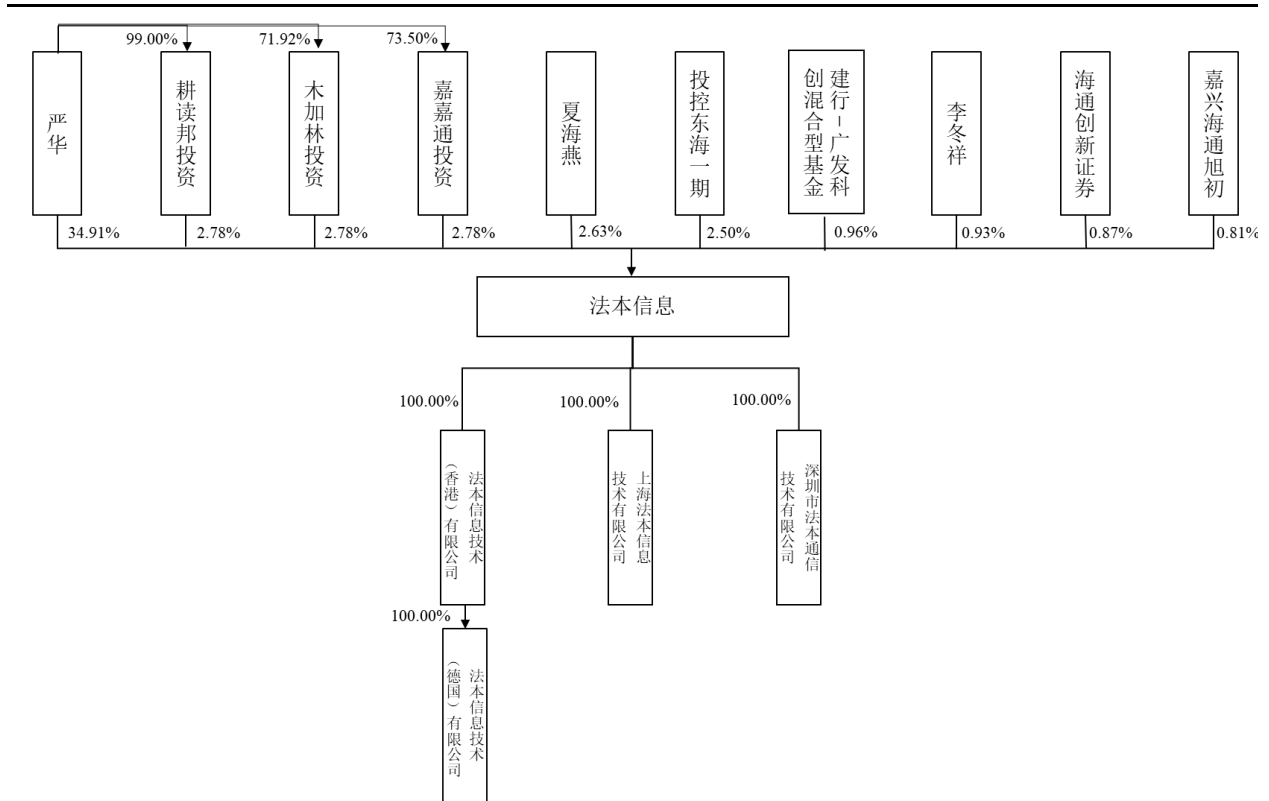 99.00%
71.92%
73.50%
严华
耕读邦投资
木加林投资
嘉嘉通投资
夏海燕
投控东海一期
建行-广发科
创混合型基金
李冬祥
海通创新证券
嘉兴海通旭初
34.91%
2.78%
2.78%
2.78%
2.63%
2.50%
0.96%
0.93%
0.87%
0.81%
法本信息
100.00%
100.00%
100.00%
法本信息技术
（香港）有限公司
上海法本信息
技术有限公司
深圳市法本通信
技术有限公司
100.00%
法本信息技术
（德国）有限公司